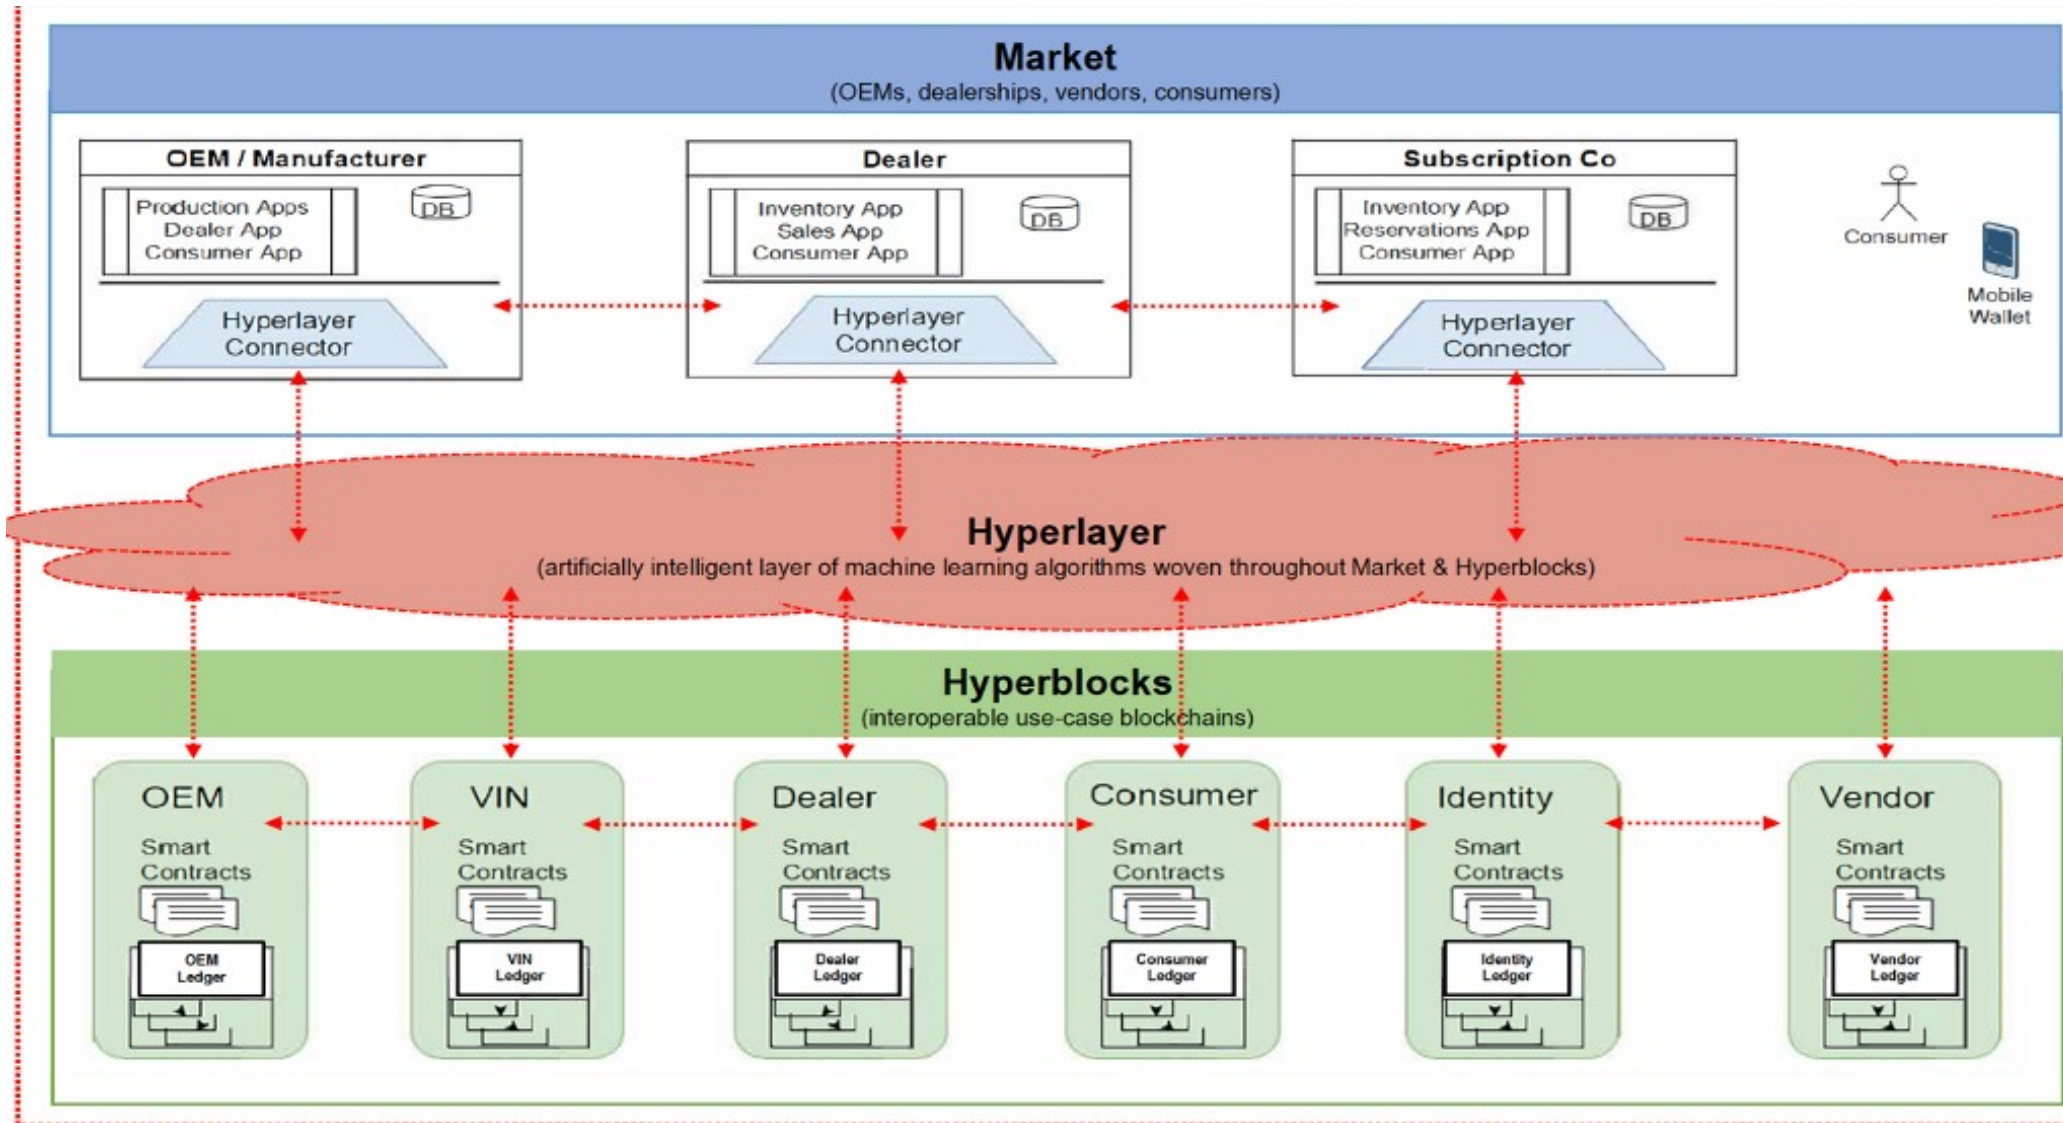 Market
(OEMs, dealerships, vendors, consumers)
OEM / Manufacturer
Production Apps
Dealer App
Consumer App
DB
Hyperlayer
Connector
Dealer
Inventory App
Sales App
Consumer App
DB
Hyperlayer
Connector
Subscription Co
Inventory App
Reservations App
Consumer App
DB
Hyperlayer
Connector
Consumer
Mobile
Wallet
Hyperlayer
(artificially intelligent layer of machine learning algorithms woven throughout Market & Hyperblocks)
Hyperblocks
(interoperable use-case blockchains)
OEM
Smart
Contracts
OEM
Ledger
VIN
Smart
Contracts
VIN
Ledger
Dealer
Smart
Contracts
Dealer
Ledger
Consumer
Smart
Contracts
Consumer
Ledger
Identity
Smart
Contracts
Identity
Ledger
Vendor
Smart
Contracts
Vendor
Ledger